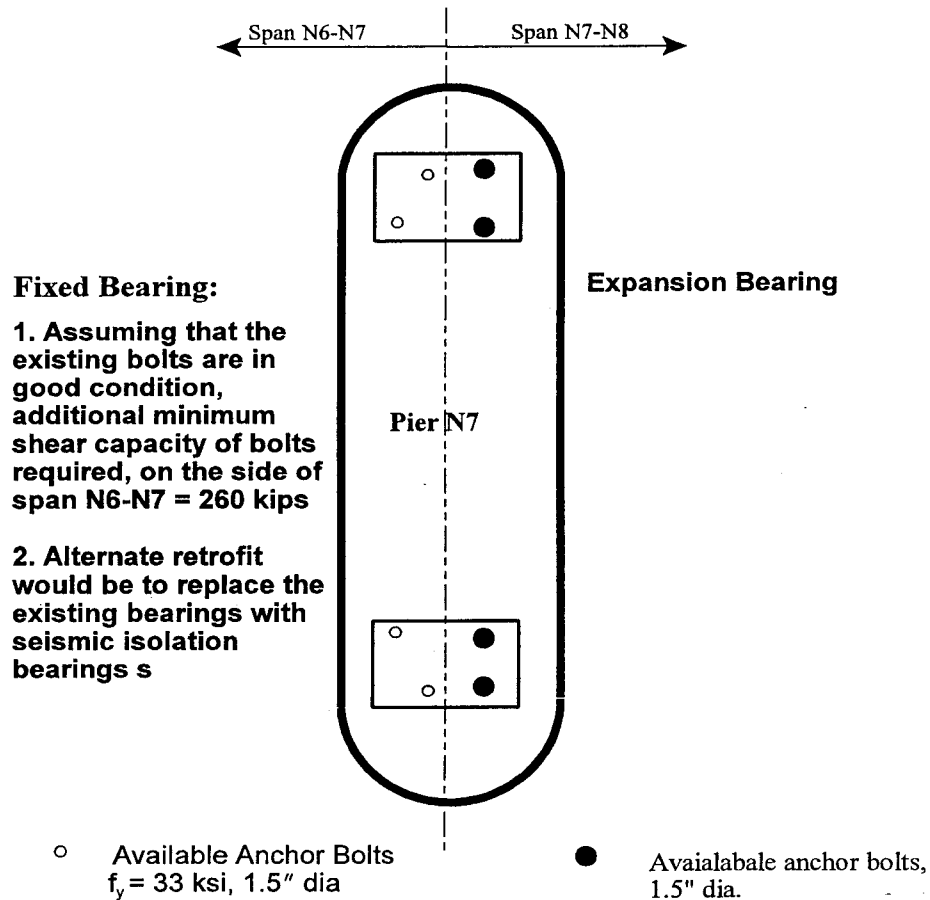 Span N6-N7
Span N7-N8
Fixed Bearing:
1. Assuming that the
existing bolts are in
good condition,
additional minimum
shear capacity of bolts
required, on the side of
span N6-N7 = 260 kips
2. Alternate retrofit
would be to replace the
existing bearings with
seismic isolation
bearings s
Pier N7
Expansion Bearing
Available Anchor Bolts
fy = 33 ksi, 1.5″ dia
Avaialabale anchor bolts,
1.5" dia.